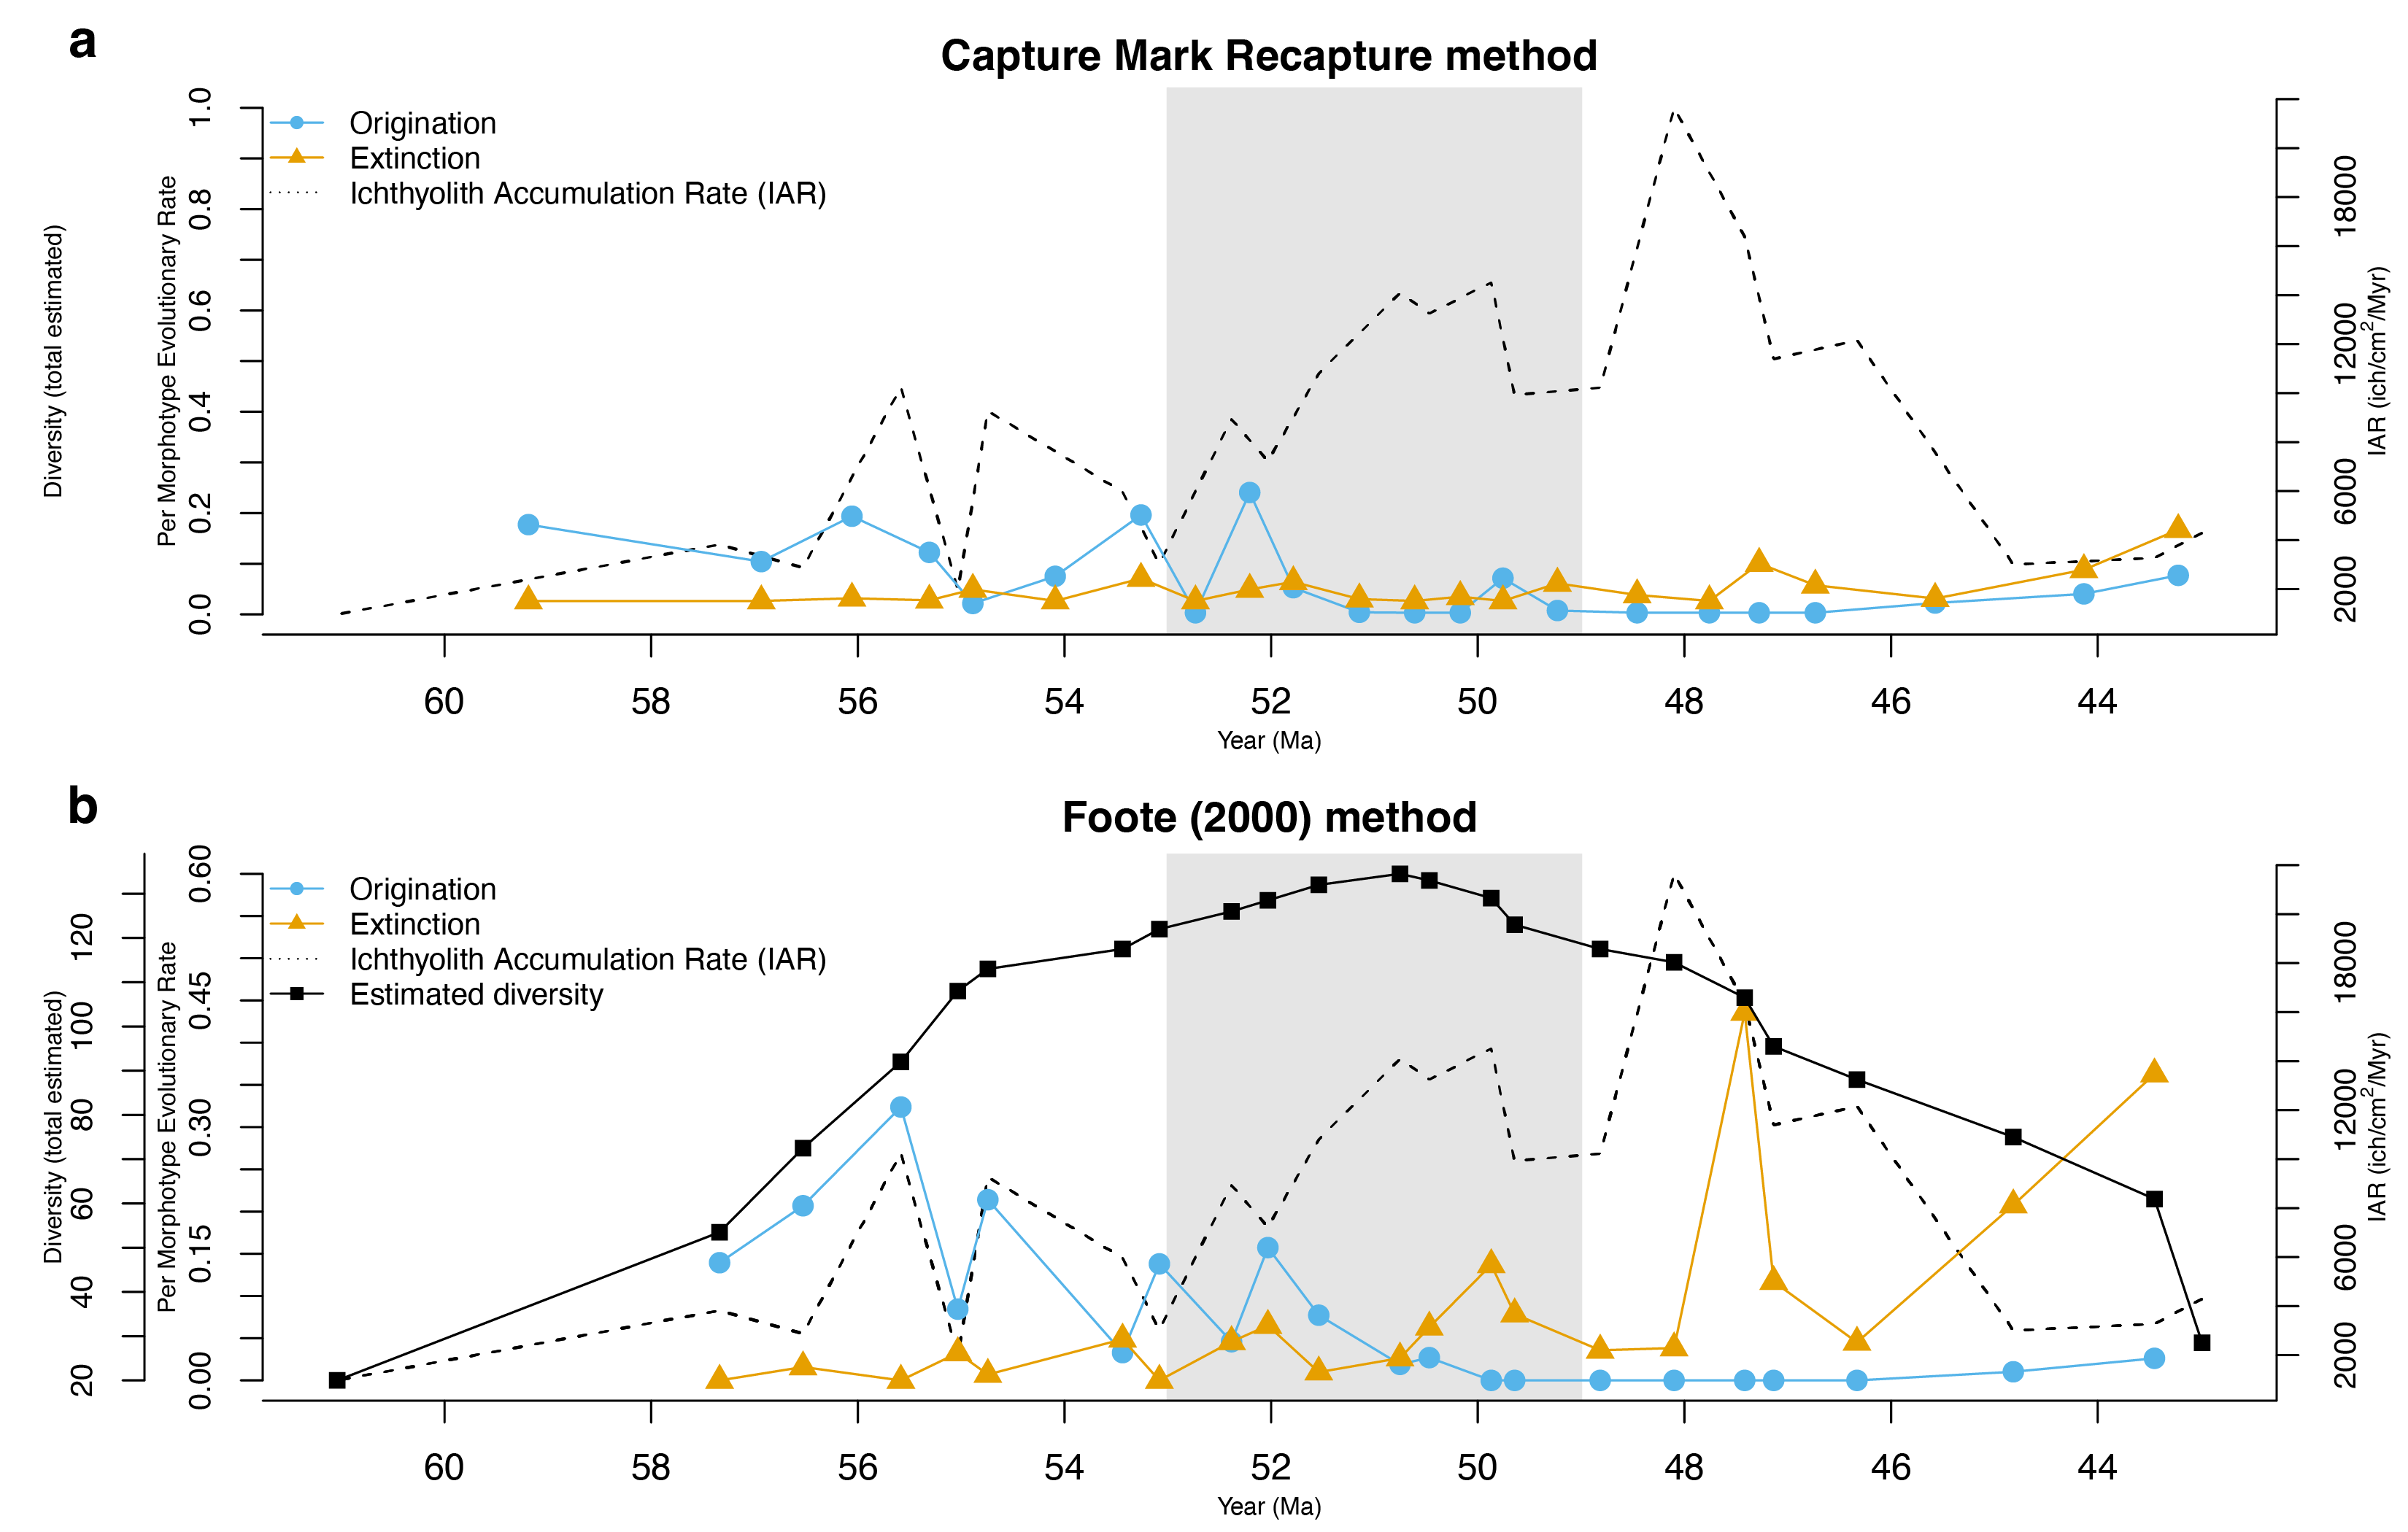 a
Capture Mark Recapture method
Diversity (total estimated)
Per Morphotype Evolutionary Rate
0.0 0.2 0.4 0.6 0.8 1.0
Origination
Extinction
Ichthyolith Accumulation Rate (IAR)
2000 6000 12000 18000
IAR (ich/cm²/Myr)
60 58 56 54 52 50 48 46 44
Year (Ma)
b
Foote (2000) method
Diversity (total estimated)
20 40 60 80 100 120
Per Morphotype Evolutionary Rate
0.00 0.15 0.30 0.45 0.60
Origination
Extinction
Ichthyolith Accumulation Rate (IAR)
Estimated diversity
2000 6000 12000 18000
IAR (ich/cm²/Myr)
60 58 56 54 52 50 48 46 44
Year (Ma)